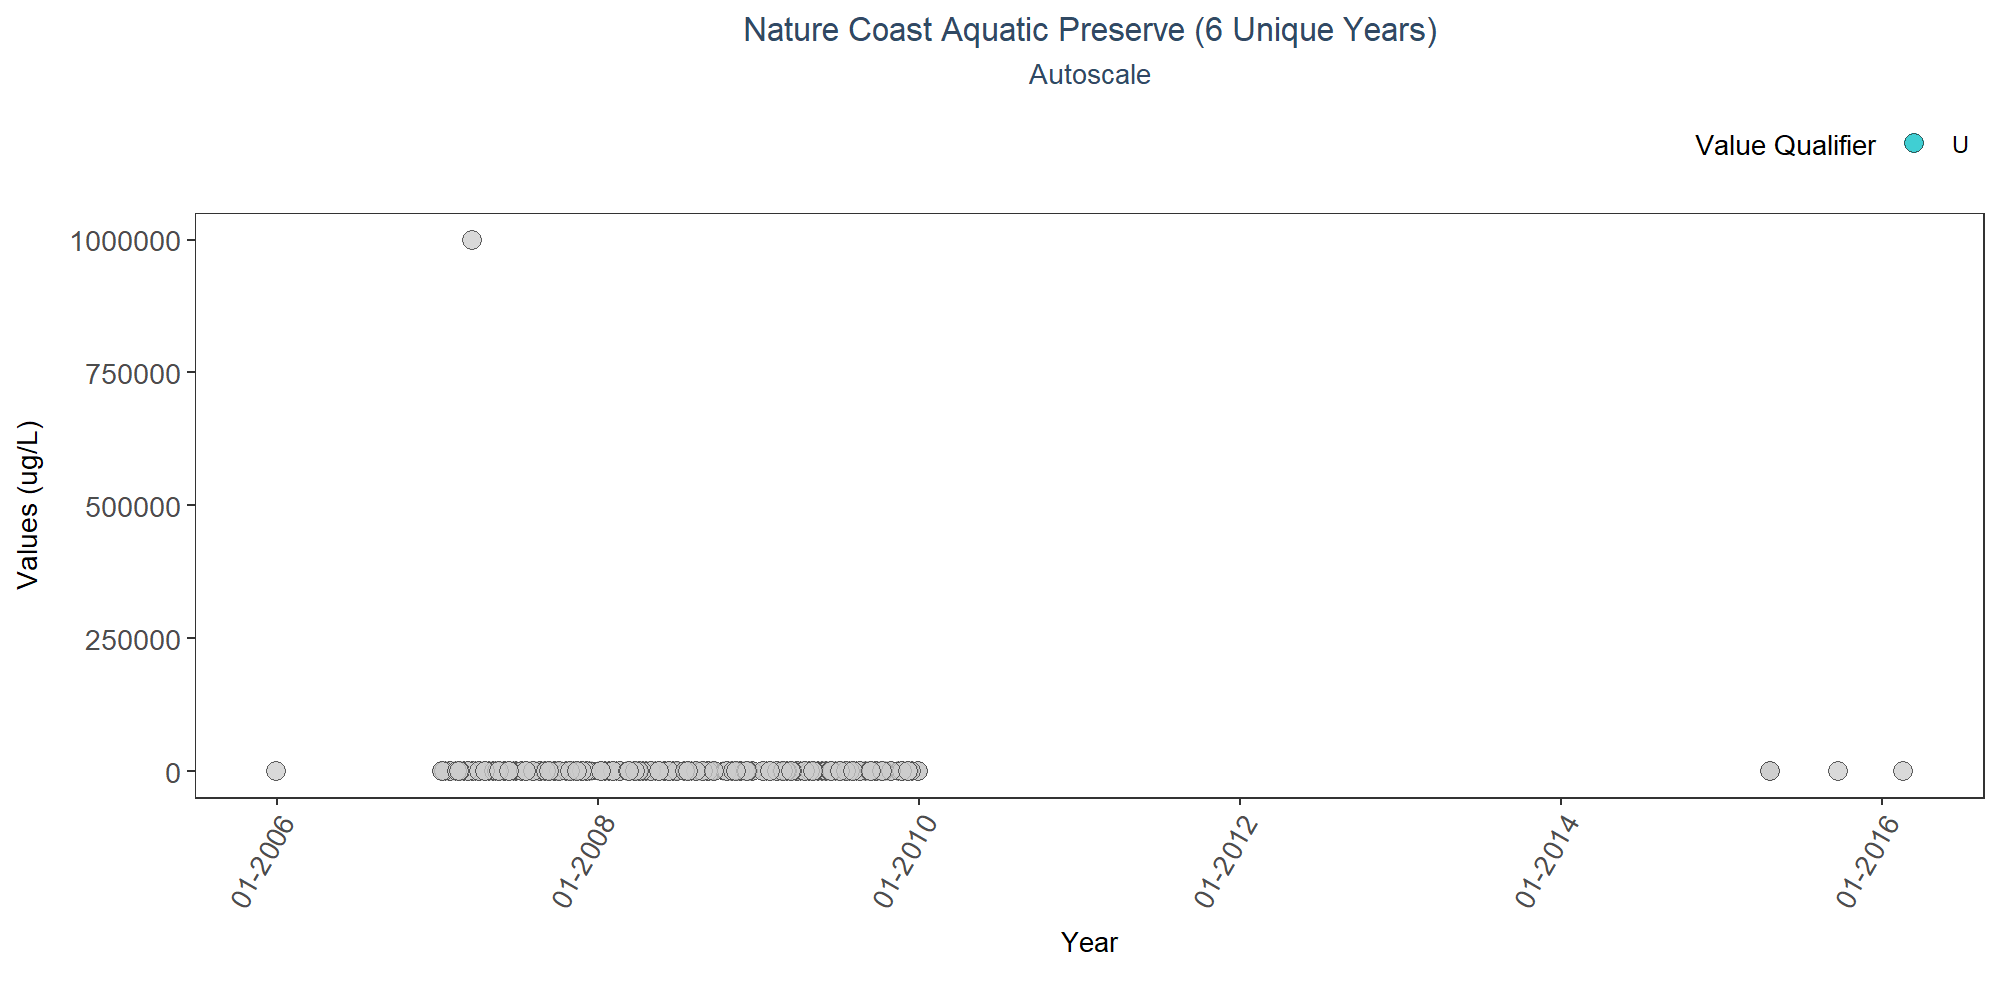 Nature Coast Aquatic Preserve (6 Unique Years)
Autoscale
Value Qualifier U
1000000
750000
500000
250000
0
Values (ug/L)
01-2006
01-2008
01-2010
01-2012
01-2014
01-2016
Year